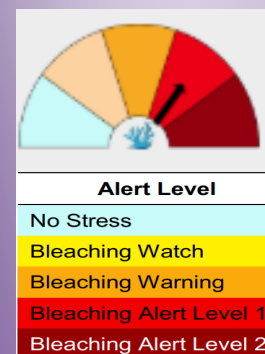 Alert Level
No Stress
Bleaching Watch
Bleaching Warning
Bleaching Alert Level 1
Bleaching Alert Level 2